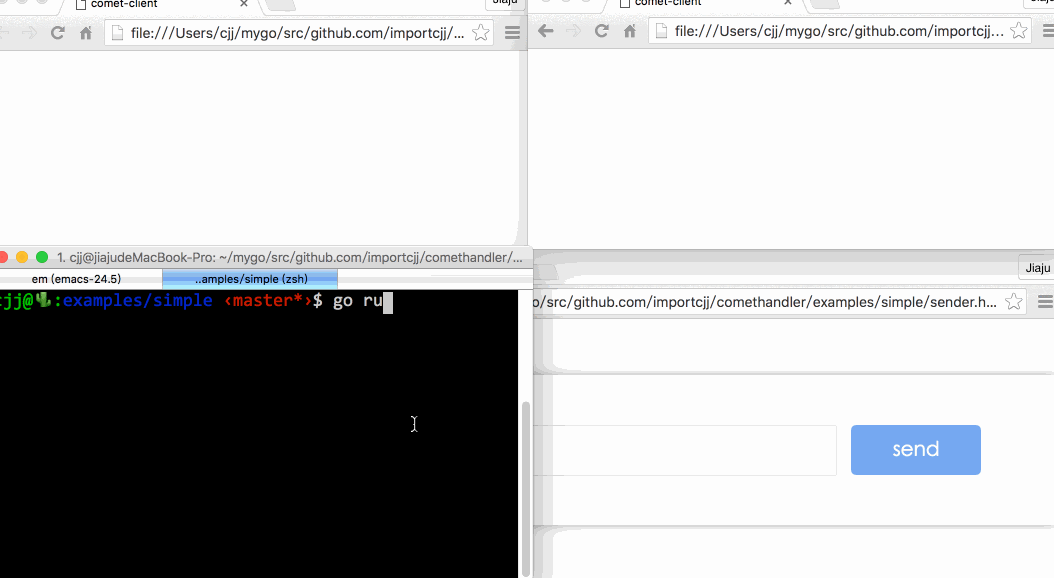 comet-client
Jiaju
file:///Users/cjj/mygo/src/github.com/importcjj/...
comet-client
Jiaju
file:///Users/cjj/mygo/src/github.com/importcjj...
1. cjj@jiajudeMacBook-Pro: ~/mygo/src/github.com/importcjj/comethandler/...
em (emacs-24.5)
..amples/simple (zsh)
cjj@🌵:examples/simple ‹master*›$ go ru
Jiaju
o/src/github.com/importcjj/comethandler/examples/simple/sender.h...
send